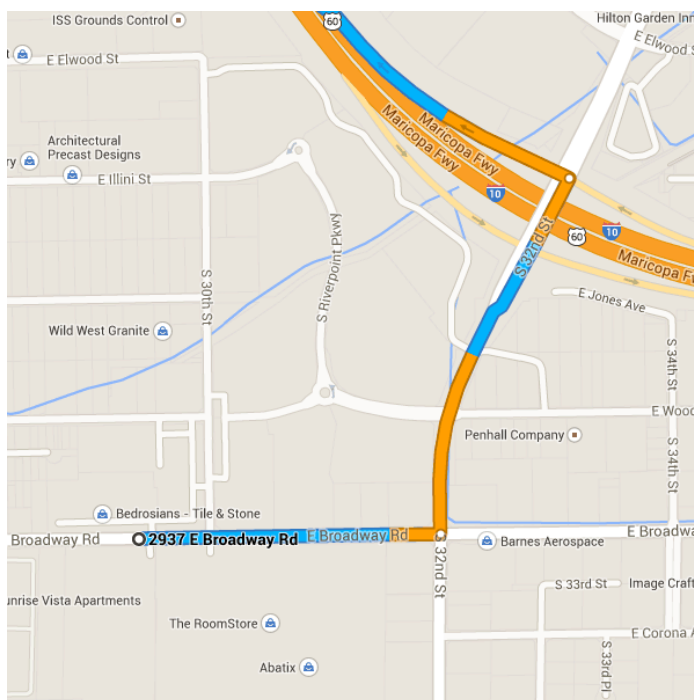 ISS Grounds Control
60
Hilton Garden Inn
E Elwood St
E Elwood S
Architectural
Precast Designs
ry
E Illini St
Maricopa Fwy
Maricopa Fwy
10
S 32nd St
60
10
Maricopa Fw
S 30th St
S Riverpoint Pkwy
E Jones Ave
Wild West Granite
S 34th St
E Wood
Penhall Company
S 34th St
Bedrosians - Tile & Stone
Broadway Rd
2937 E Broadway Rd
E Broadway Rd
Barnes Aerospace
E Broadwa
S 32nd St
S 33rd St
Image Craft
unrise Vista Apartments
The RoomStore
E Corona A
S 33rd Pl
Abatix